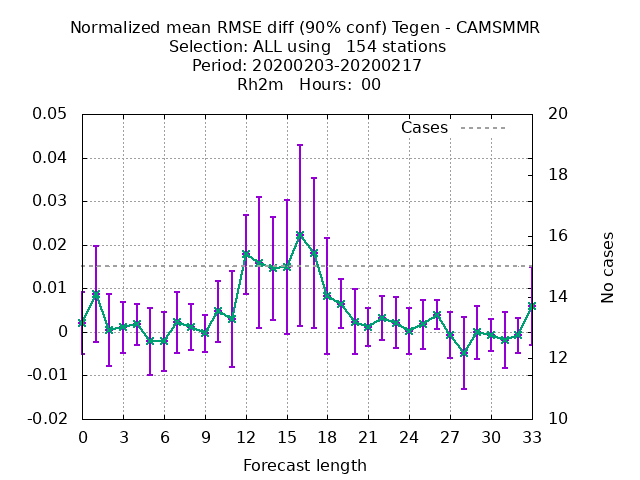 Normalized mean RMSE diff (90% conf) Tegen - CAMSMMR
Selection: ALL using   154 stations
Period: 20200203-20200217
Rh2m   Hours:  00
Cases
0.05
0.04
0.03
0.02
0.01
0
-0.01
-0.02
20
18
16
14
12
10
No cases
0 3 6 9 12 15 18 21 24 27 30 33
Forecast length